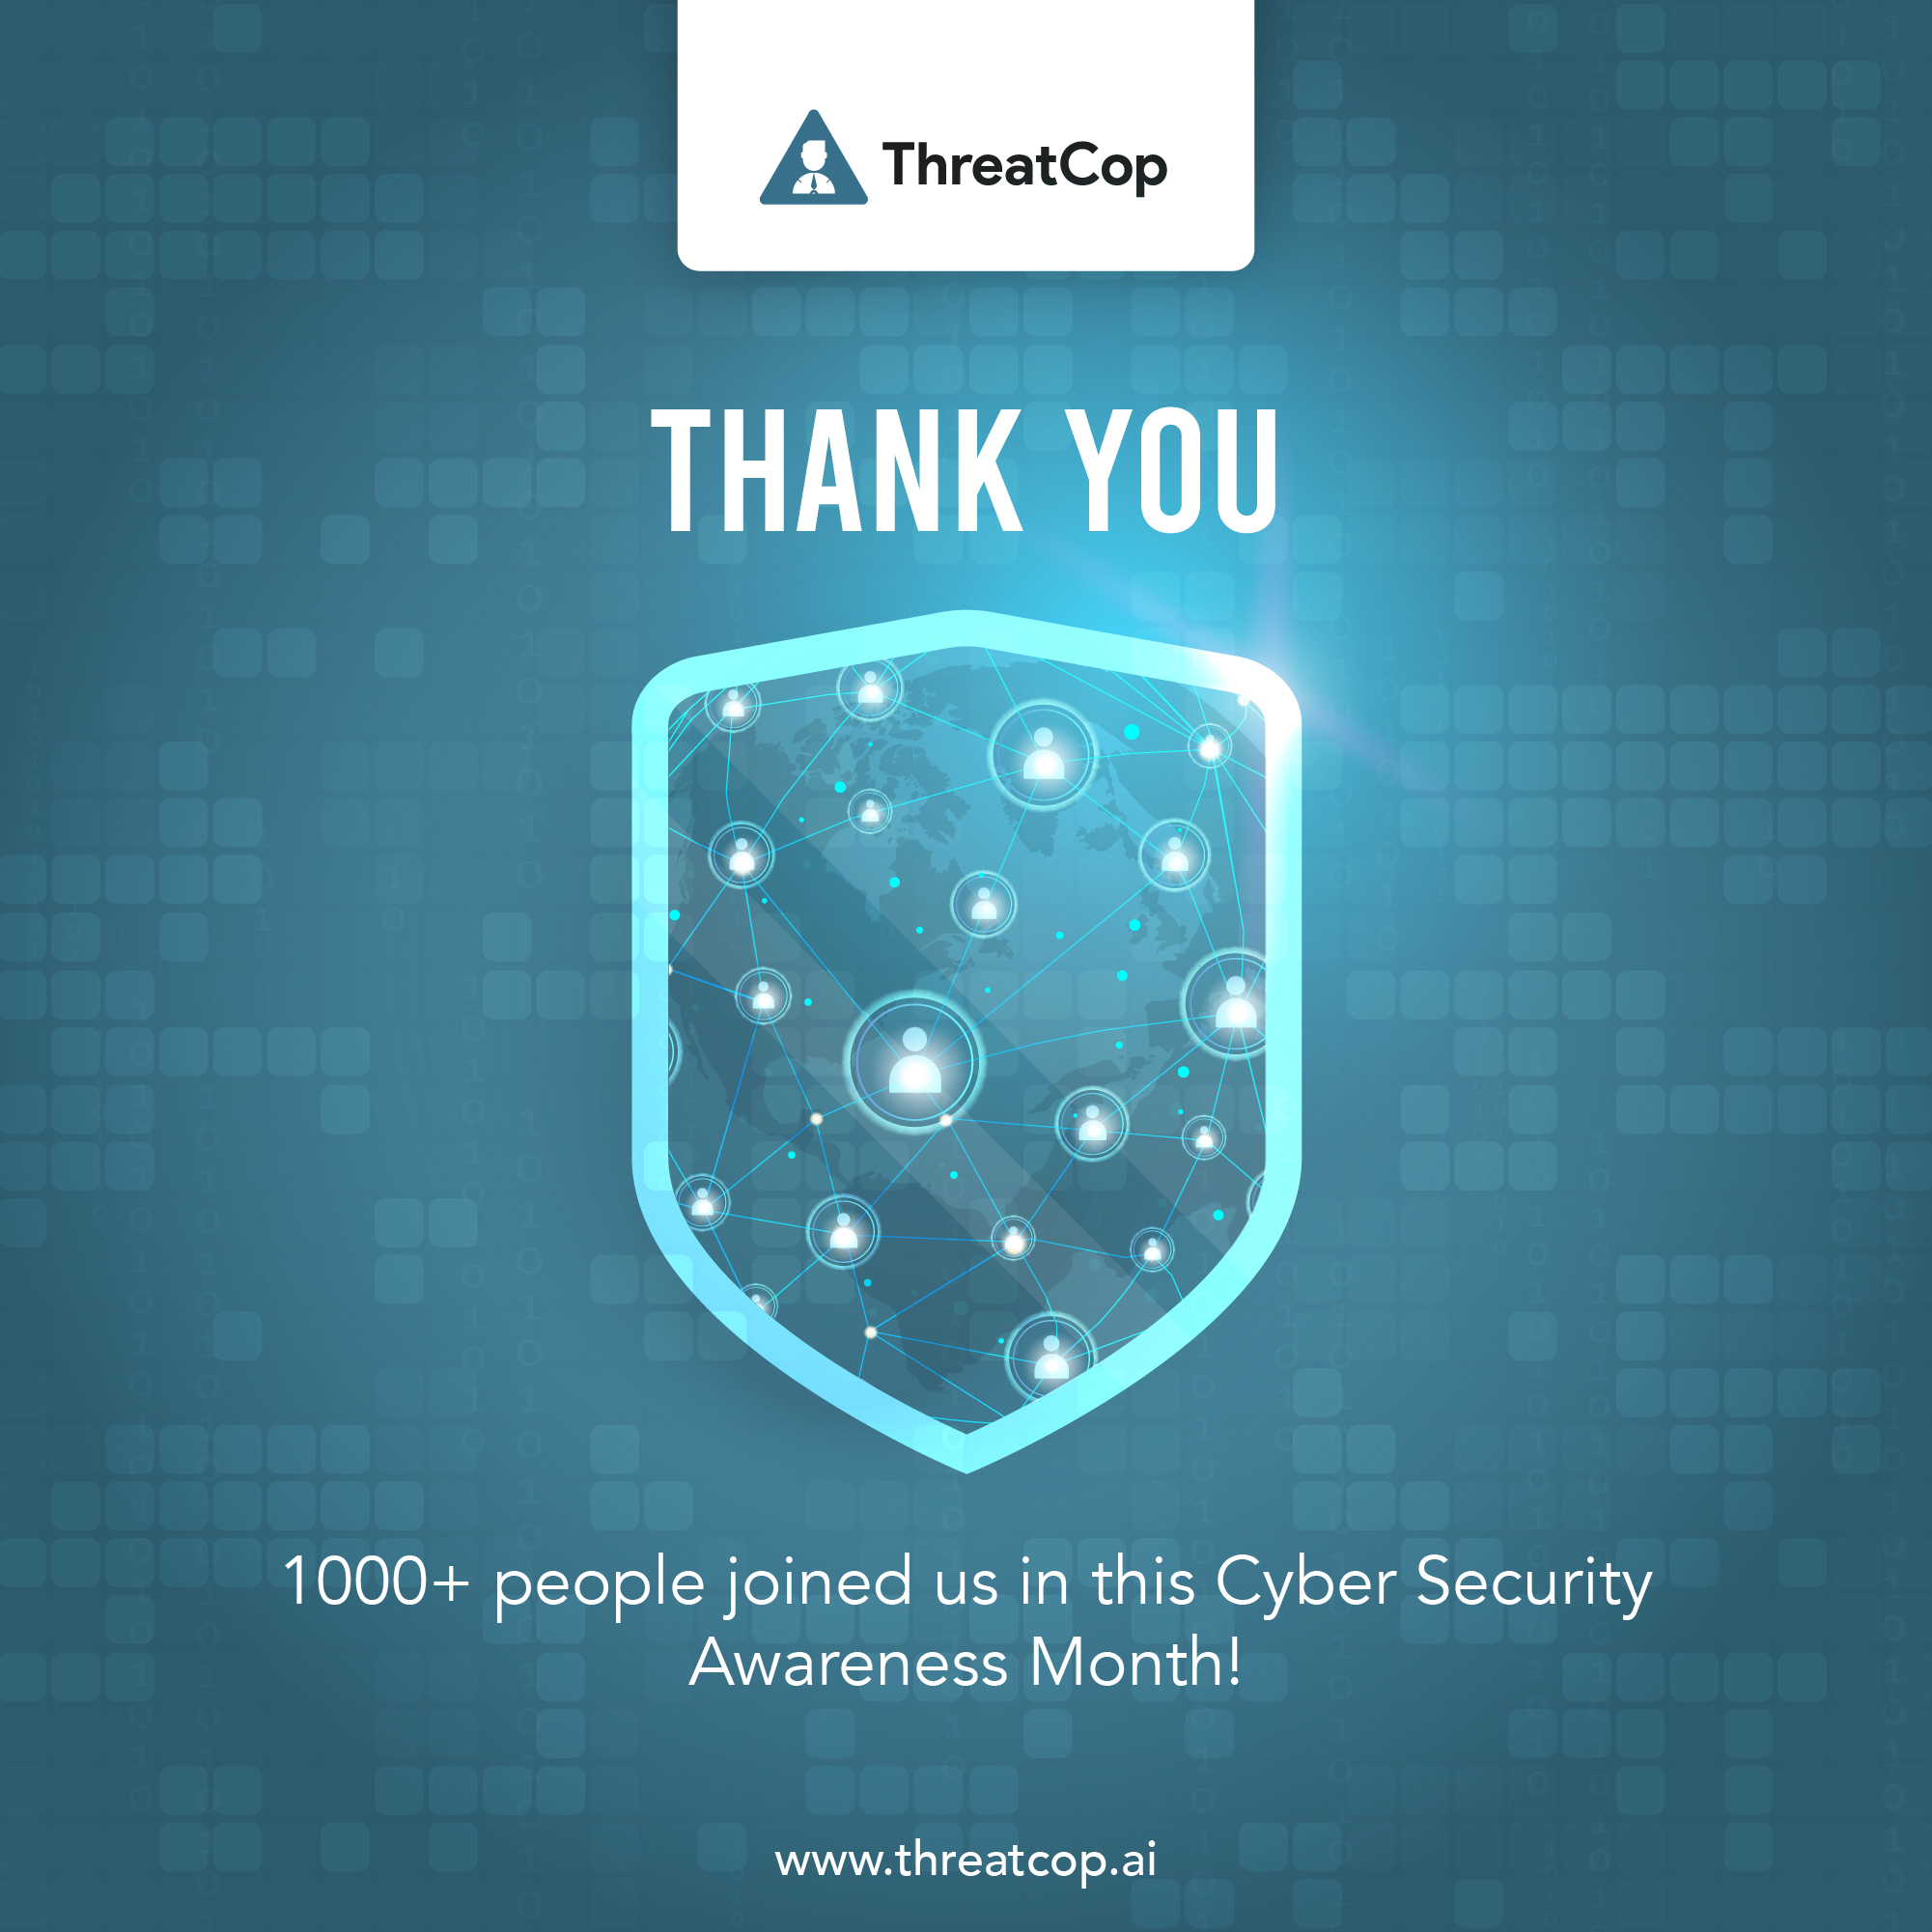 ThreatCop
THANK YOU
1000+ people joined us in this Cyber Security
Awareness Month!
www.threatcop.ai